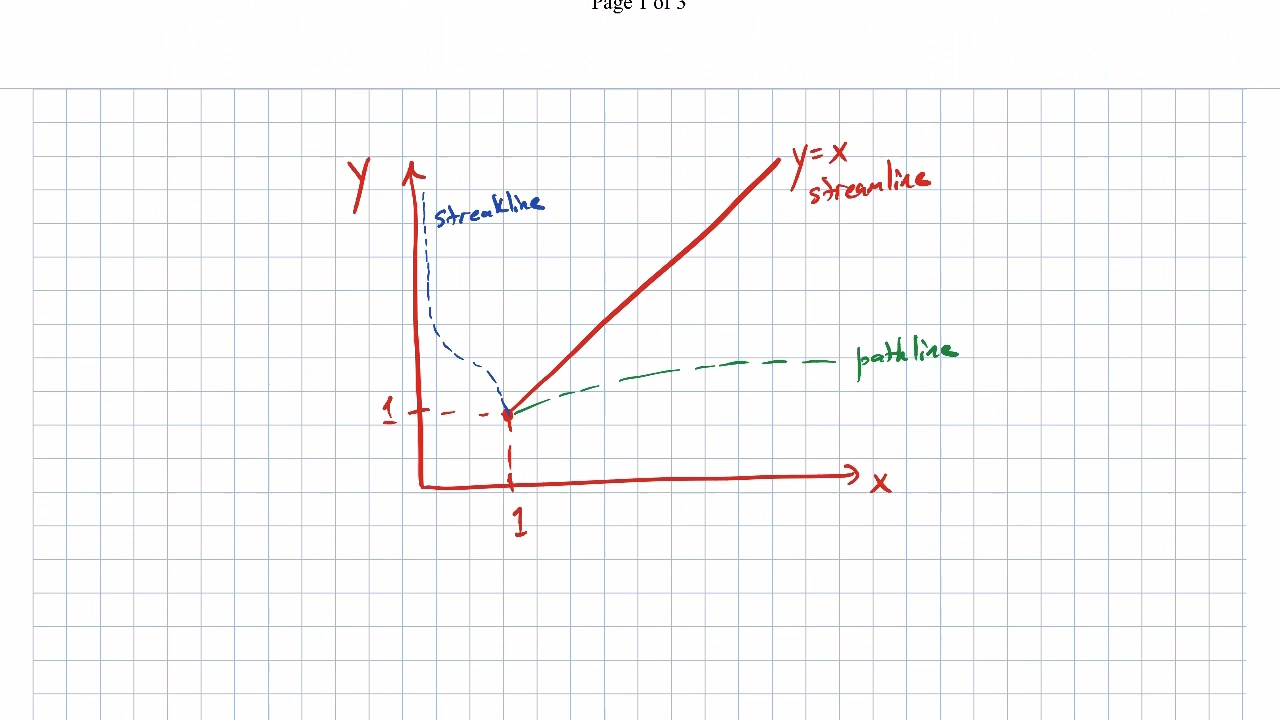 Page 1 of 3
y = x
streamline
y
streakline
pathline
1
x
1